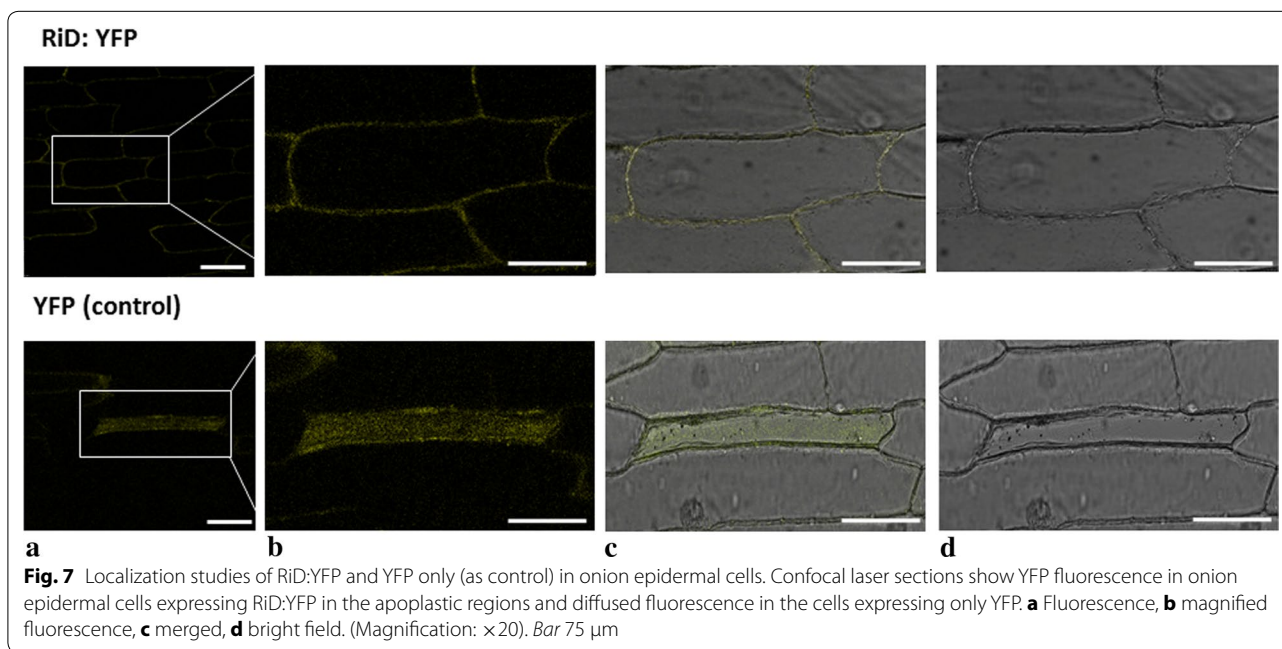 RiD: YFP
YFP (control)
a b c d
Fig. 7 Localization studies of RiD:YFP and YFP only (as control) in onion epidermal cells. Confocal laser sections show YFP fluorescence in onion
epidermal cells expressing RiD:YFP in the apoplastic regions and diffused fluorescence in the cells expressing only YFP. a Fluorescence, b magnified
fluorescence, c merged, d bright field. (Magnification: ×20). Bar 75 μm